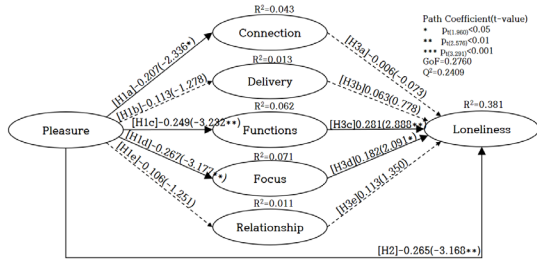 R²=0.043
Connection
R²=0.013
Delivery
R²=0.062
Functions
R²=0.071
Focus
R²=0.011
Relationship
Pleasure
R²=0.381
Loneliness
[H1a]-0.207(-2.336*)
[H1b]-0.113(-1.278)
[H1c]-0.249(-3.232**)
[H1d]-0.267(-3.177**)
[H1e]-0.106(-1.251)
[H3a]-0.006(-0.073)
[H3b]0.063(0.778)
[H3c]0.281(2.888**)
[H3d]0.182(2.091*)
[H3e]0.113(1.350)
[H2]-0.265(-3.168**)
Path Coefficient(t-value)
* pt(1.960)<0.05
** pt(2.576)<0.01
*** pt(3.291)<0.001
GoF=0.2760
Q²=0.2409